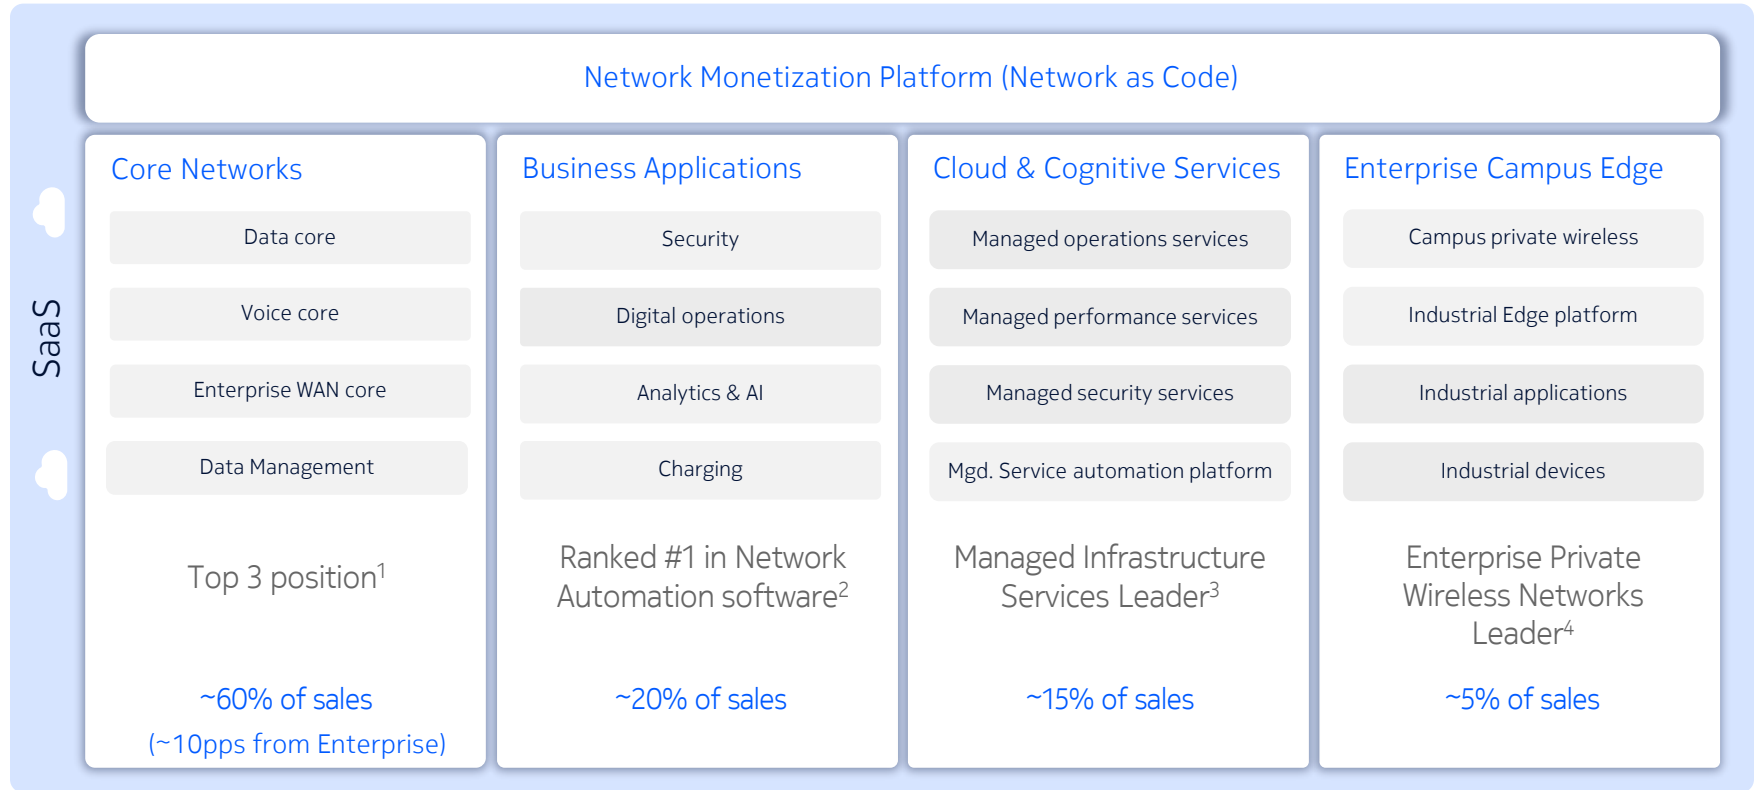 Network Monetization Platform (Network as Code)
SaaS
Core Networks
Data core
Voice core
Enterprise WAN core
Data Management
Top 3 position¹
~60% of sales
(~10pps from Enterprise)
Business Applications
Security
Digital operations
Analytics & AI
Charging
Ranked #1 in Network
Automation software²
~20% of sales
Cloud & Cognitive Services
Managed operations services
Managed performance services
Managed security services
Mgd. Service automation platform
Managed Infrastructure
Services Leader³
~15% of sales
Enterprise Campus Edge
Campus private wireless
Industrial Edge platform
Industrial applications
Industrial devices
Enterprise Private
Wireless Networks
Leader⁴
~5% of sales